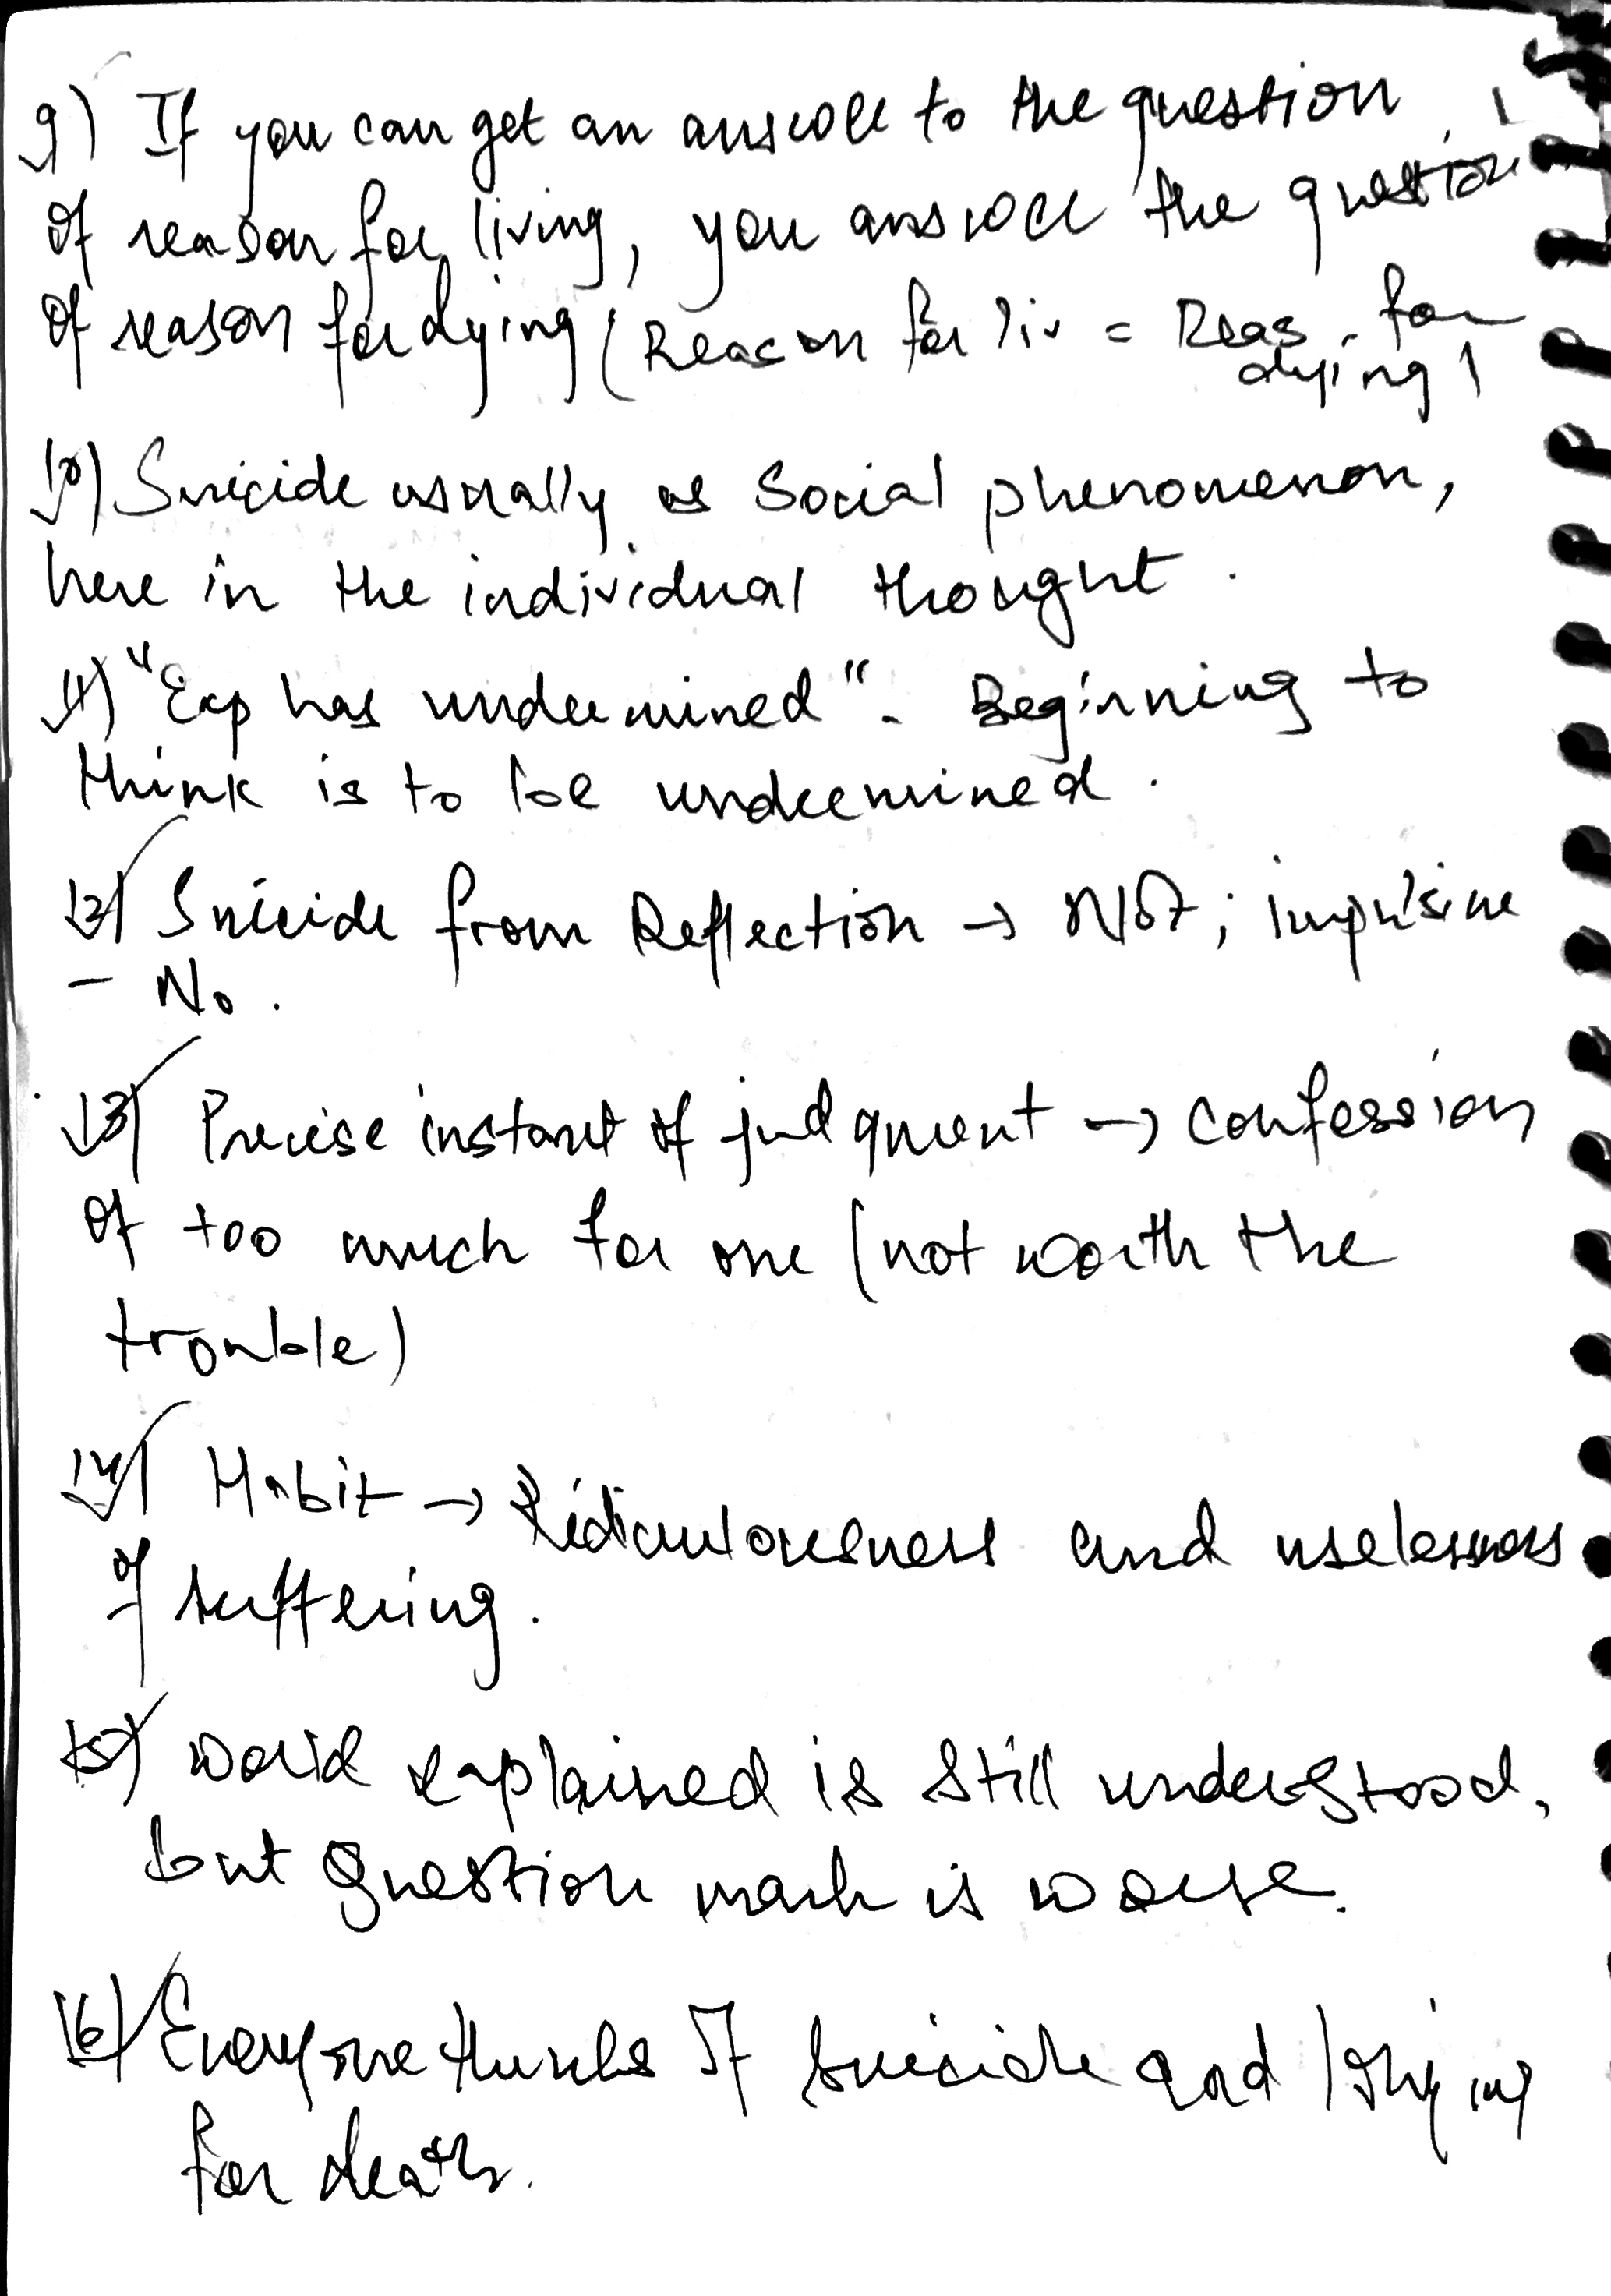 9) If you can get an answer to the question
of reason for living, you answer the question
of reason for dying (Reason for liv = Reas. for
dying)
10) Suicide usually as Social phenomenon,
here in the individual thought.
11) "Exp has undermined". Beginning to
think is to be undermined.
12) Suicide from Reflection → Not; impulsive
- No.
13) Precise instant of judgment → confession
of too much for one (not worth the
trouble)
14) Habit → Ridiculousness and uselessness
of suffering.
15) World explained is still understood,
but question mark is worse.
16) Everyone thinks of suicide and longing
for death.